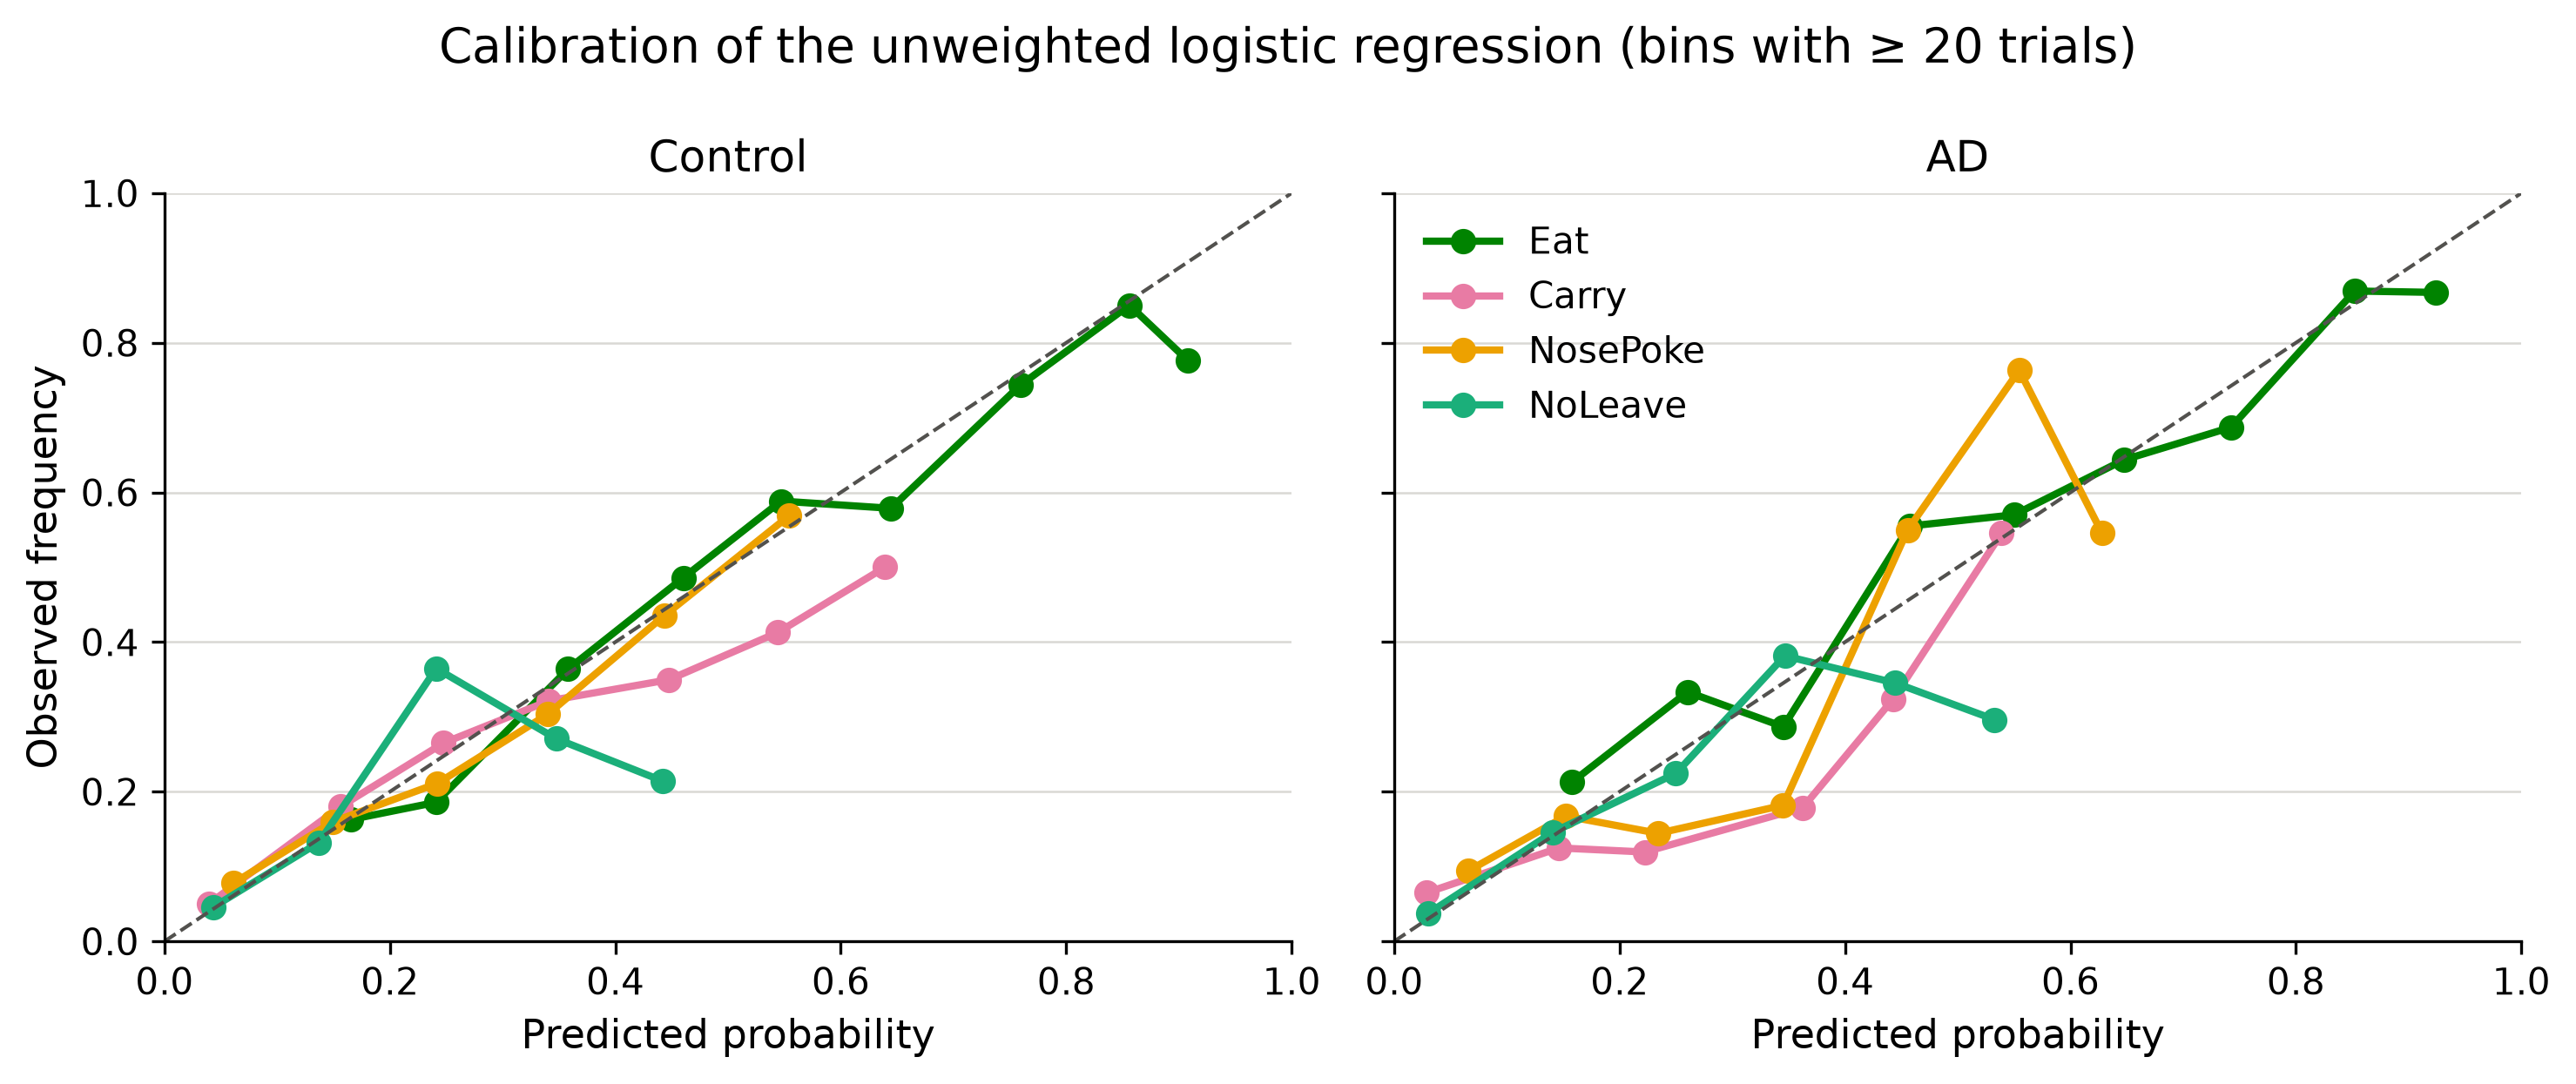 Calibration of the unweighted logistic regression (bins with ≥ 20 trials)
Control
Observed frequency
1.0
0.8
0.6
0.4
0.2
0.0
0.0 0.2 0.4 0.6 0.8 1.0
Predicted probability
AD
Eat
Carry
NosePoke
NoLeave
0.0 0.2 0.4 0.6 0.8 1.0
Predicted probability